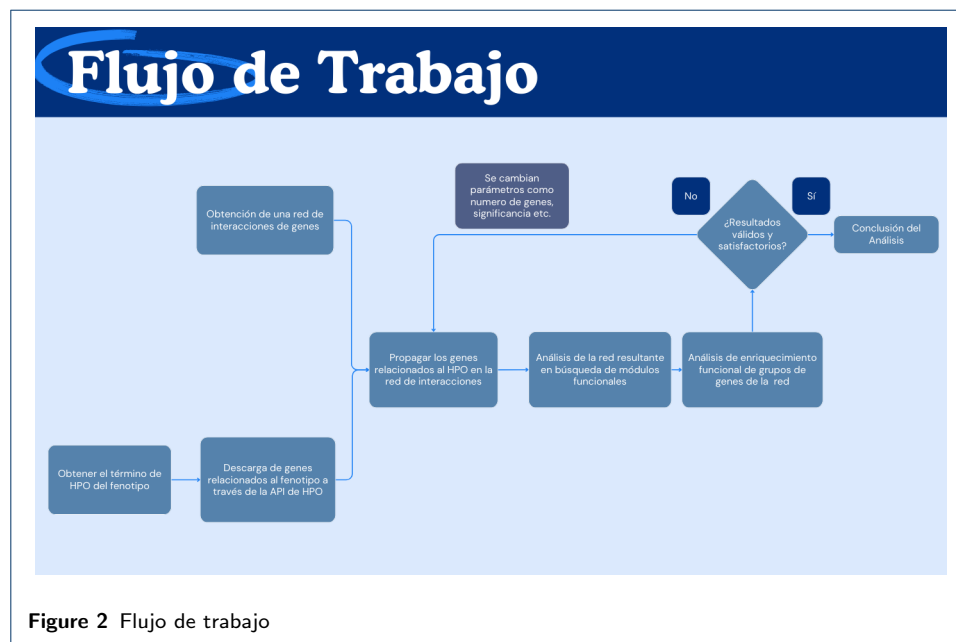 Flujo de Trabajo
Se cambian
parámetros como
numero de genes,
significancia etc.
No
Sí
Obtención de una red de
interacciones de genes
¿Resultados
válidos y
satisfactorios?
Conclusión del
Análisis
Propagar los genes
relacionados al HPO en la
red de interacciones
Análisis de la red resultante
en búsqueda de módulos
funcionales
Análisis de enriquecimiento
funcional de grupos de
genes de la red
Obtener el término de
HPO del fenotipo
Descarga de genes
relacionados al fenotipo a
través de la API de HPO
Figure 2 Flujo de trabajo